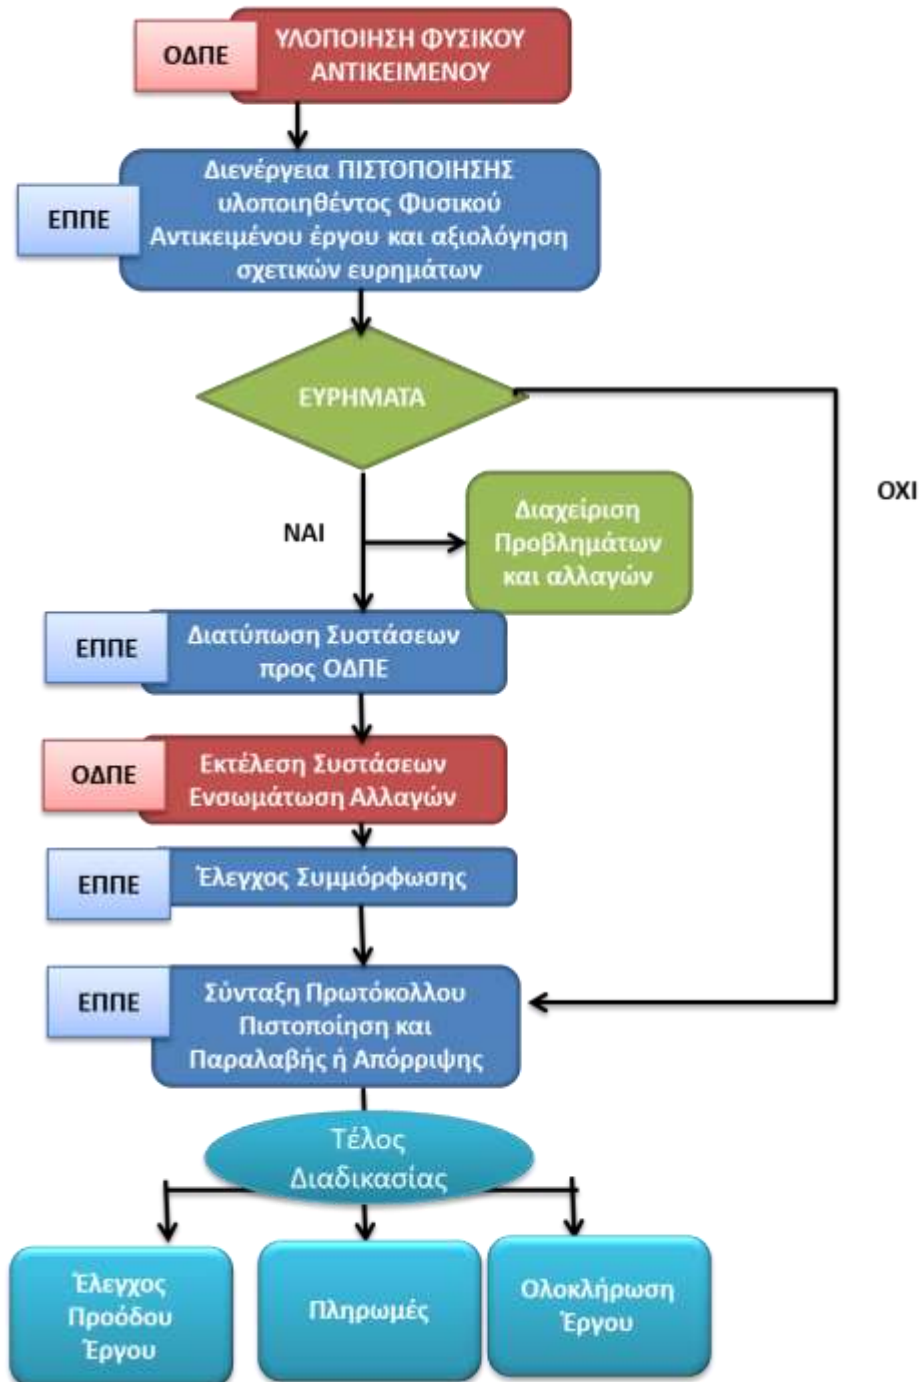 ΟΔΠΕ
ΥΛΟΠΟΙΗΣΗ ΦΥΣΙΚΟΥ
ΑΝΤΙΚΕΙΜΕΝΟΥ
ΕΠΠΕ
Διενέργεια ΠΙΣΤΟΠΟΙΗΣΗΣ
υλοποιηθέντος Φυσικού
Αντικειμένου έργου και αξιολόγηση
σχετικών ευρημάτων
ΕΥΡΗΜΑΤΑ
ΟΧΙ
ΝΑΙ
Διαχείριση
Προβλημάτων
και αλλαγών
ΕΠΠΕ
Διατύπωση Συστάσεων
προς ΟΔΠΕ
ΟΔΠΕ
Εκτέλεση Συστάσεων
Ενσωμάτωση Αλλαγών
ΕΠΠΕ
Έλεγχος Συμμόρφωσης
ΕΠΠΕ
Σύνταξη Πρωτόκολλου
Πιστοποίηση και
Παραλαβής ή Απόρριψης
Τέλος
Διαδικασίας
Έλεγχος
Προόδου
Έργου
Πληρωμές
Ολοκλήρωση
Έργου